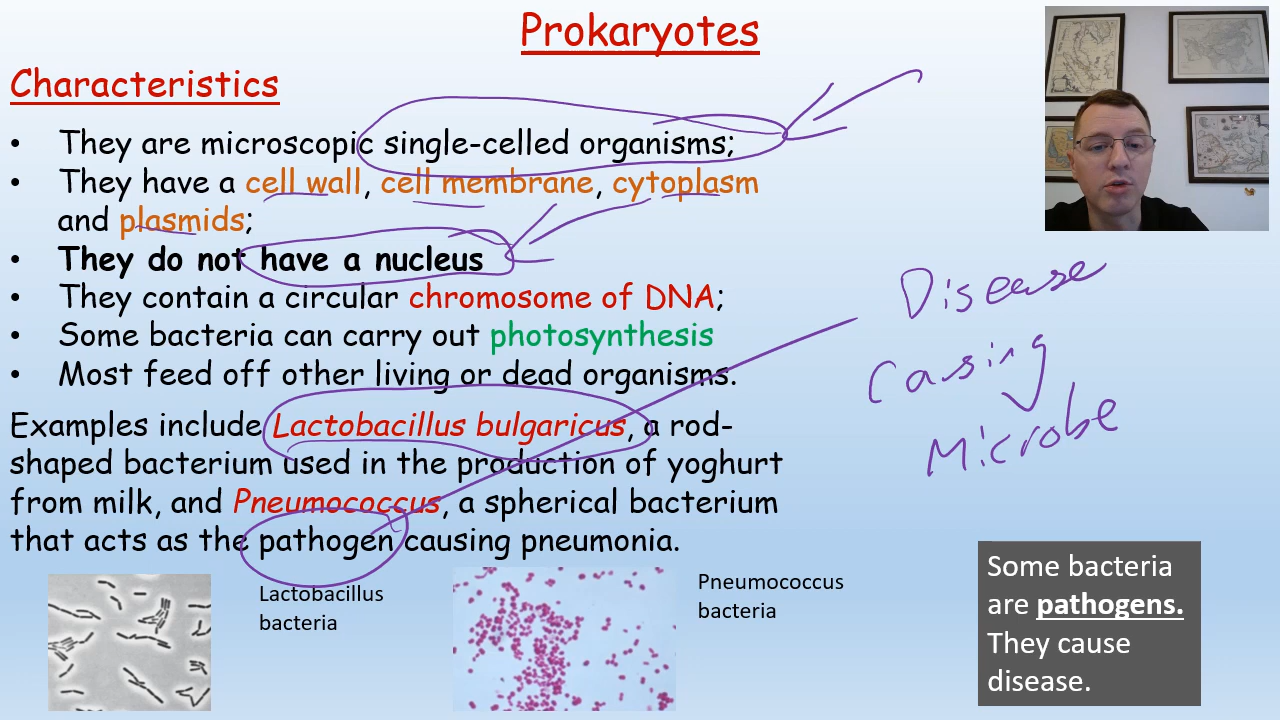 Prokaryotes
Characteristics
• They are microscopic single-celled organisms;
• They have a cell wall, cell membrane, cytoplasm
and plasmids;
• They do not have a nucleus
• They contain a circular chromosome of DNA;
• Some bacteria can carry out photosynthesis
• Most feed off other living or dead organisms.
Examples include Lactobacillus bulgaricus, a rod-
shaped bacterium used in the production of yoghurt
from milk, and Pneumococcus, a spherical bacterium
that acts as the pathogen causing pneumonia.
Disease
Causing
Microbe
Lactobacillus
bacteria
Pneumococcus
bacteria
Some bacteria
are pathogens.
They cause
disease.